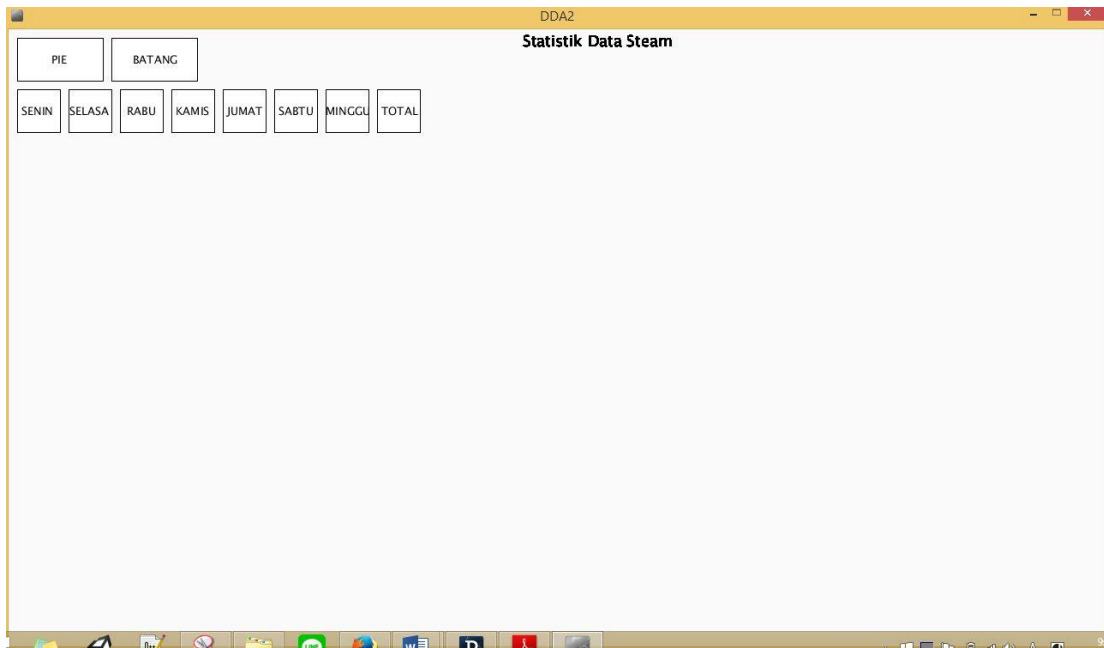 DDA2
Statistik Data Steam
PIE BATANG
SENIN SELASA RABU KAMIS JUMAT SABTU MINGGU TOTAL